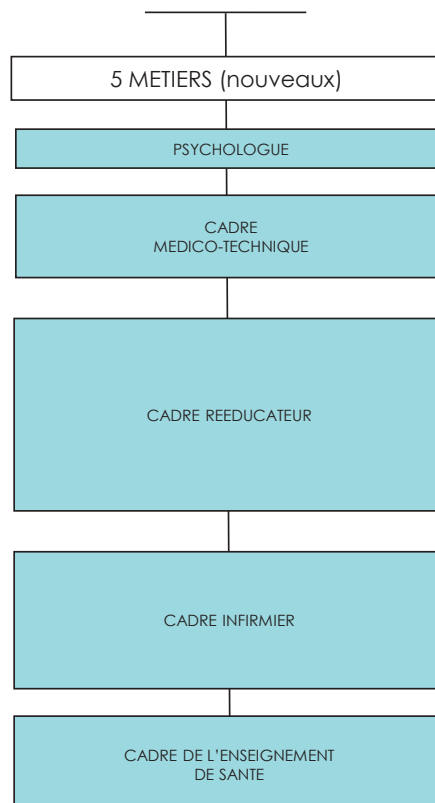 5 METIERS (nouveaux)
PSYCHOLOGUE
CADRE
MEDICO-TECHNIQUE
CADRE REEDUCATEUR
CADRE INFIRMIER
CADRE DE L'ENSEIGNEMENT
DE SANTE